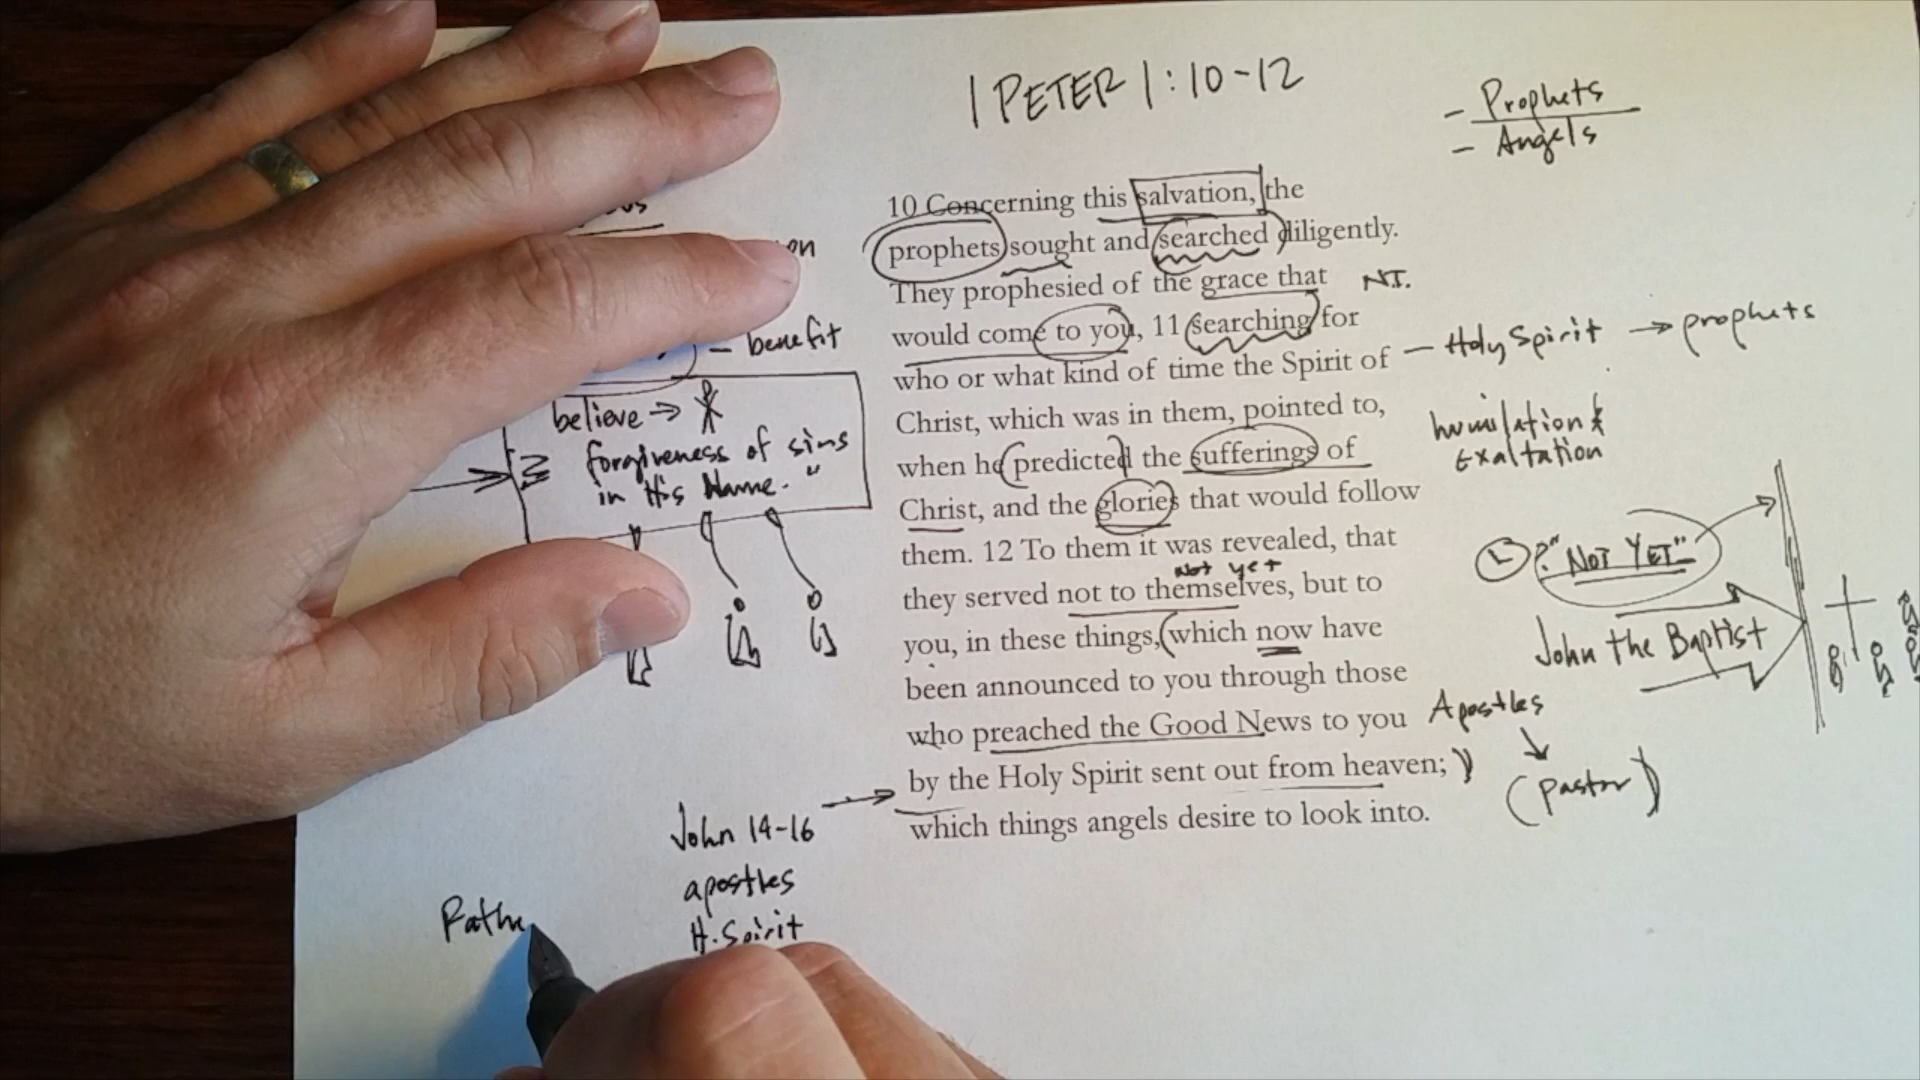 1 PETER 1:10-12
- Prophets
- Angels
10 Concerning this salvation, the
prophets sought and searched diligently.
They prophesied of the grace that
would come to you, 11 searching for
who or what kind of time the Spirit of
Christ, which was in them, pointed to,
when he predicted the sufferings of
Christ, and the glories that would follow
them. 12 To them it was revealed, that
not yet
they served not to themselves, but to
you, in these things, which now have
been announced to you through those
who preached the Good News to you
by the Holy Spirit sent out from heaven;
which things angels desire to look into.
N.T.
- Holy Spirit → prophets
humilation &
Exaltation
L ?: "NOT YET"
John the Baptist
Apostles
(pastor)
on
- benefit
believe →
forgiveness of sins
in His Name."
John 14-16 →
apostles
H. Spirit
Fathe